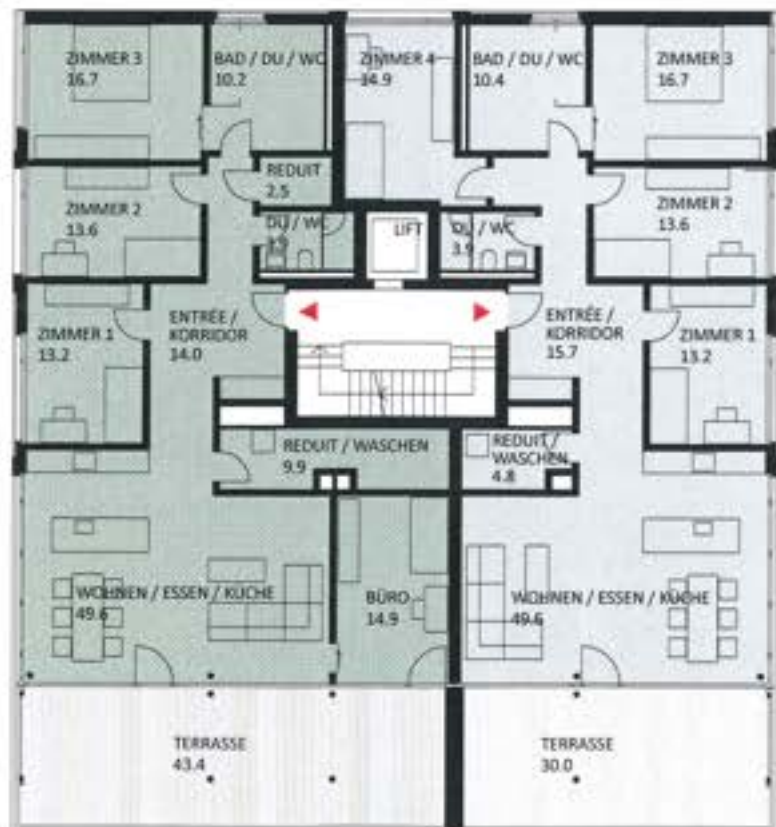 ZIMMER 3
16.7
BAD / DU / WC
10.2
ZIMMER 4
14.9
BAD / DU / WC
10.4
ZIMMER 3
16.7
REDUIT
2.5
ZIMMER 2
13.6
DU / WC
LIFT
DU / WC
3.9
ZIMMER 2
13.6
ZIMMER 1
13.2
ENTRÉE /
KORRIDOR
14.0
ENTRÉE /
KORRIDOR
15.7
ZIMMER 1
13.2
REDUIT / WASCHEN
9.9
REDUIT /
WASCHEN
4.8
WOHNEN / ESSEN / KÜCHE
49.6
BÜRO
14.9
WOHNEN / ESSEN / KÜCHE
49.6
TERRASSE
43.4
TERRASSE
30.0